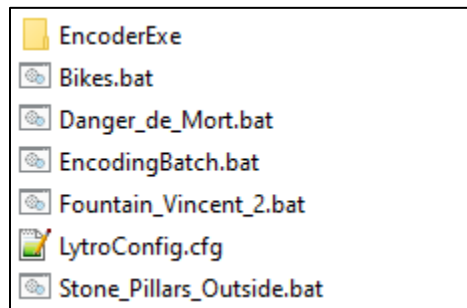 EncoderExe
Bikes.bat
Danger_de_Mort.bat
EncodingBatch.bat
Fountain_Vincent_2.bat
LytroConfig.cfg
Stone_Pillars_Outside.bat